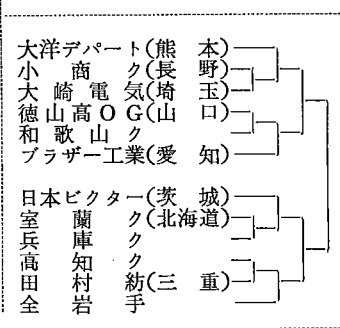 大洋デパート(熊本)
小商ク(長野)
大崎電気(埼玉)
徳山高OG(山口)
和歌山ク
ブラザー工業(愛知)
日本ビクター(茨城)
室蘭ク(北海道)
兵庫ク
高知ク
田村紡(三重)
全岩手